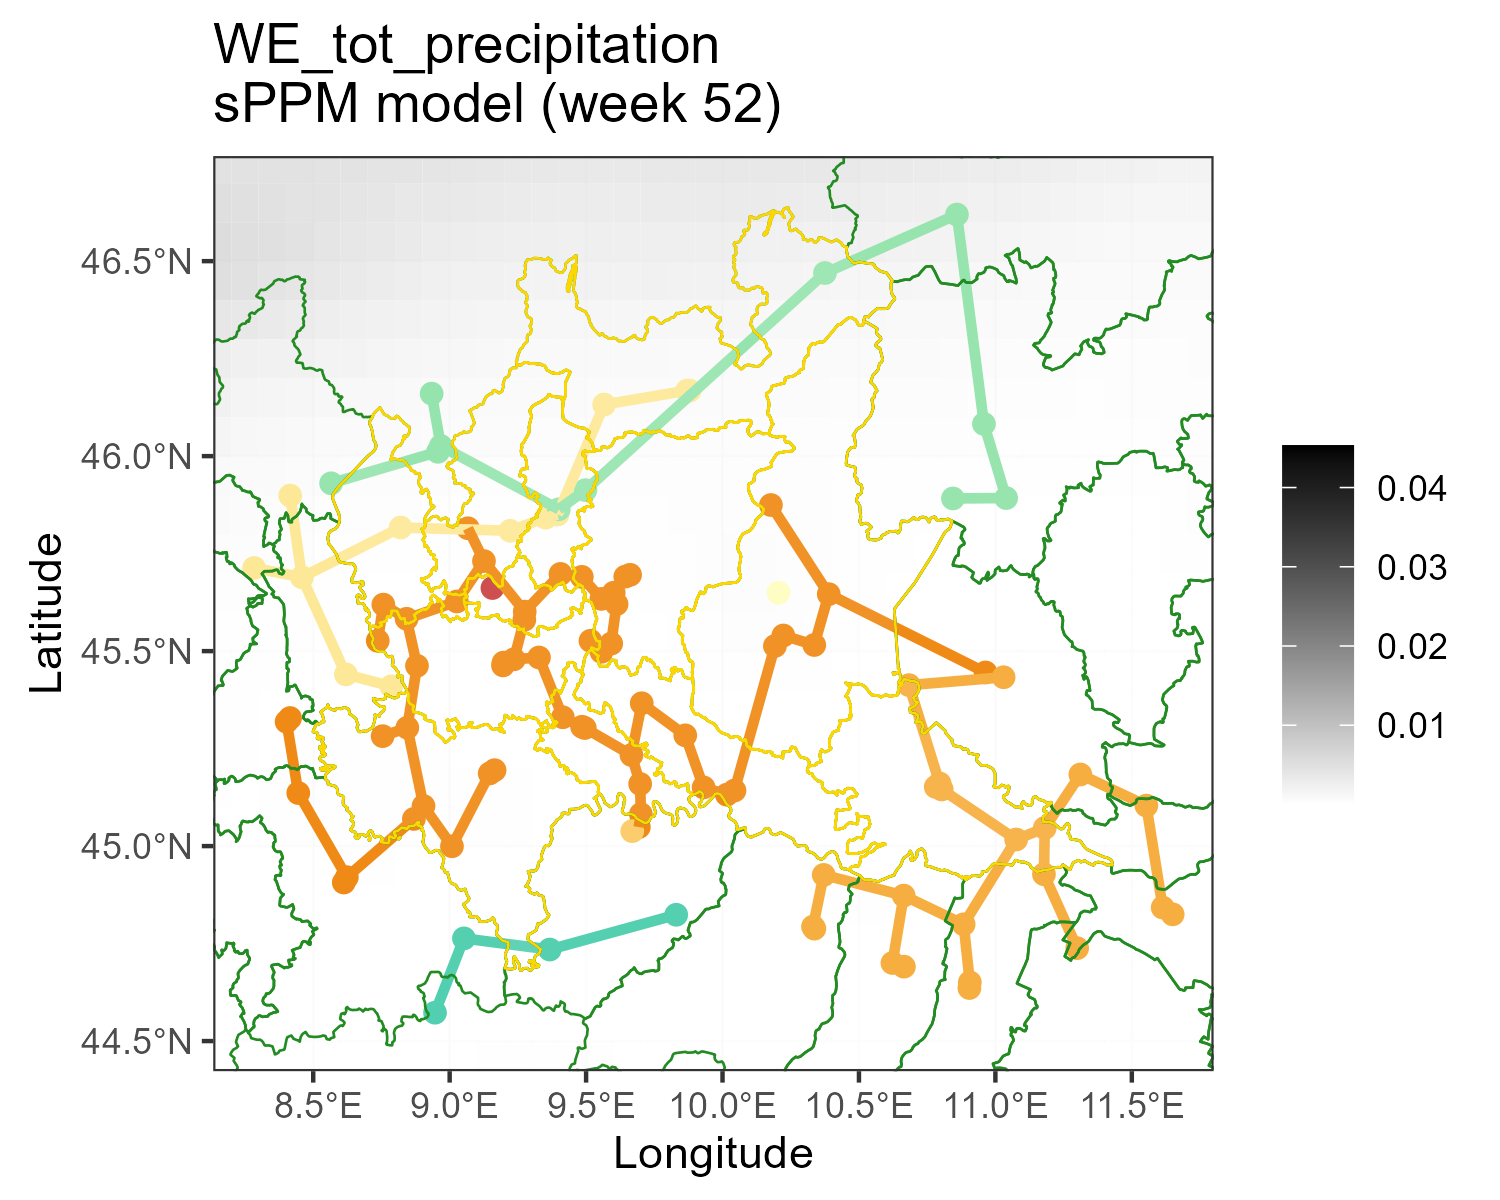 WE_tot_precipitation
sPPM model (week 52)
46.5°N
46.0°N
45.5°N
45.0°N
44.5°N
Latitude
8.5°E 9.0°E 9.5°E 10.0°E 10.5°E 11.0°E 11.5°E
Longitude
0.04
0.03
0.02
0.01